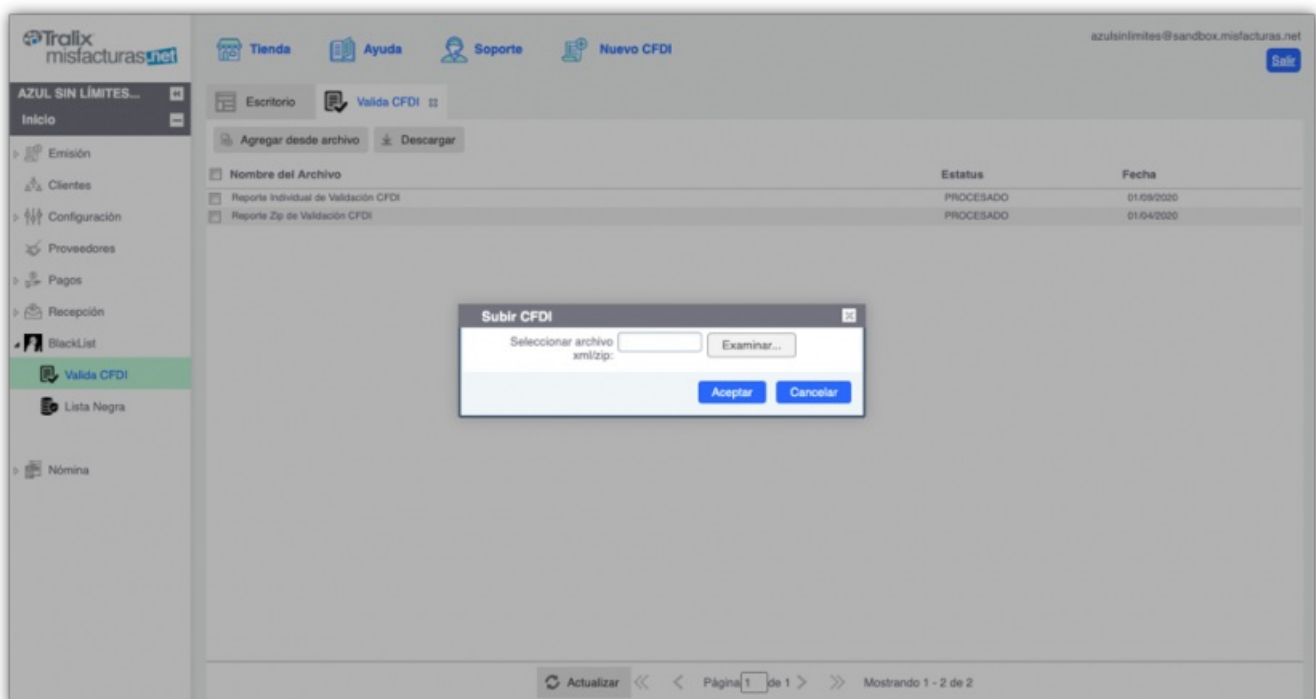 Tralix
misfacturas.net
Tienda
Ayuda
Soporte
Nuevo CFDI
azulsinlimites@sandbox.misfacturas.net
Salir
AZUL SIN LÍMITES...
Inicio
Emisión
Clientes
Configuración
Proveedores
Pagos
Recepción
BlackList
Valida CFDI
Lista Negra
Nómina
Escritorio
Valida CFDI
Agregar desde archivo
Descargar
Nombre del Archivo Estatus Fecha
Reporte Individual de Validación CFDI PROCESADO 01/09/2020
Reporte Zip de Validación CFDI PROCESADO 01/04/2020
Subir CFDI
Seleccionar archivo
xml/zip:
Examinar...
Aceptar
Cancelar
Actualizar
Página 1 de 1
Mostrando 1 - 2 de 2